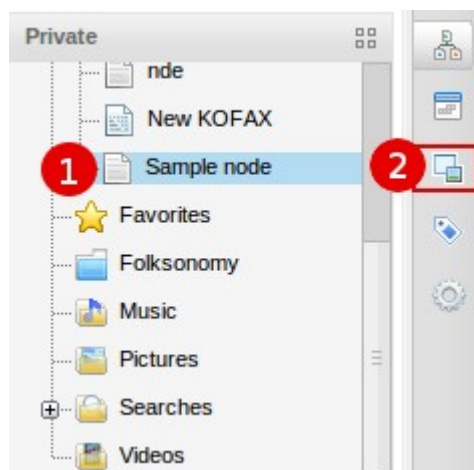 Private
nde
New KOFAX
1
Sample node
2
Favorites
Folksonomy
Music
Pictures
Searches
Videos